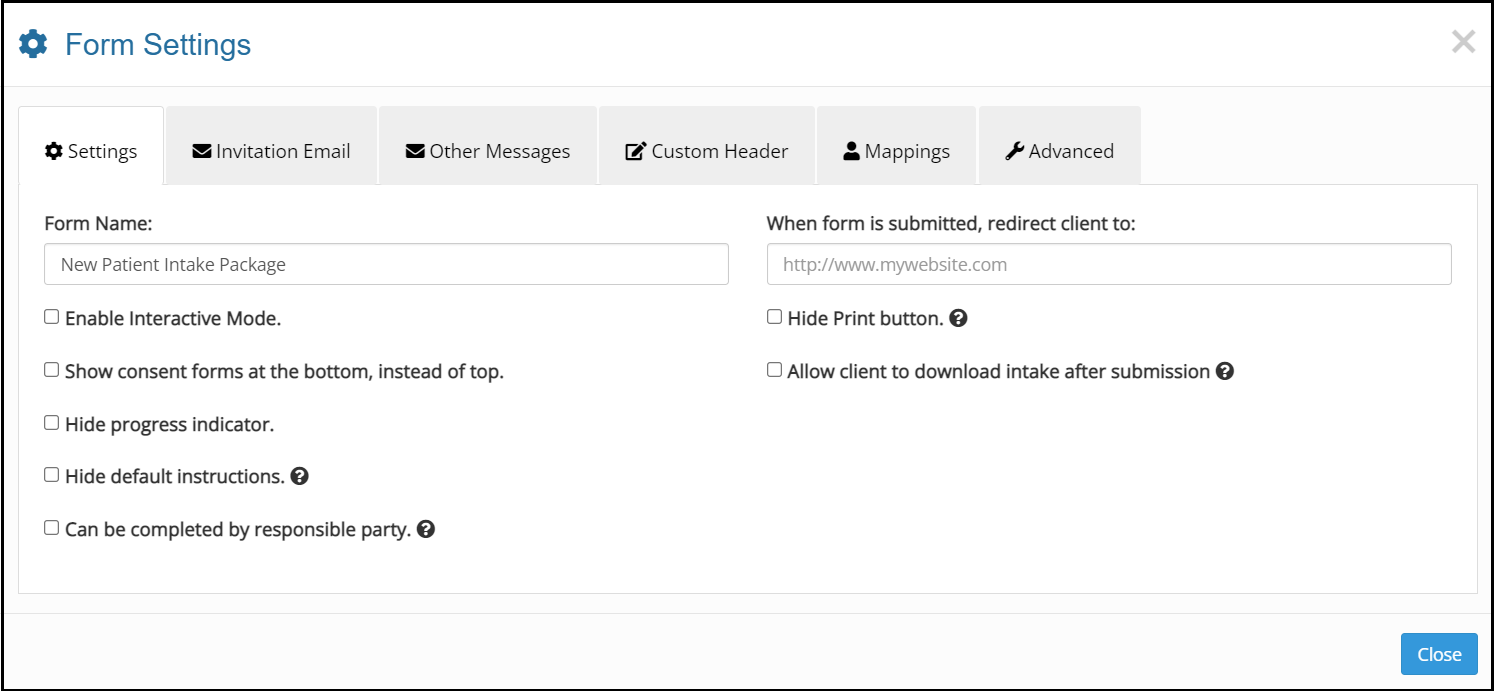 Form Settings
Settings
Invitation Email
Other Messages
Custom Header
Mappings
Advanced
Form Name:
New Patient Intake Package
Enable Interactive Mode.
Show consent forms at the bottom, instead of top.
Hide progress indicator.
Hide default instructions.
Can be completed by responsible party.
When form is submitted, redirect client to:
http://www.mywebsite.com
Hide Print button.
Allow client to download intake after submission
Close